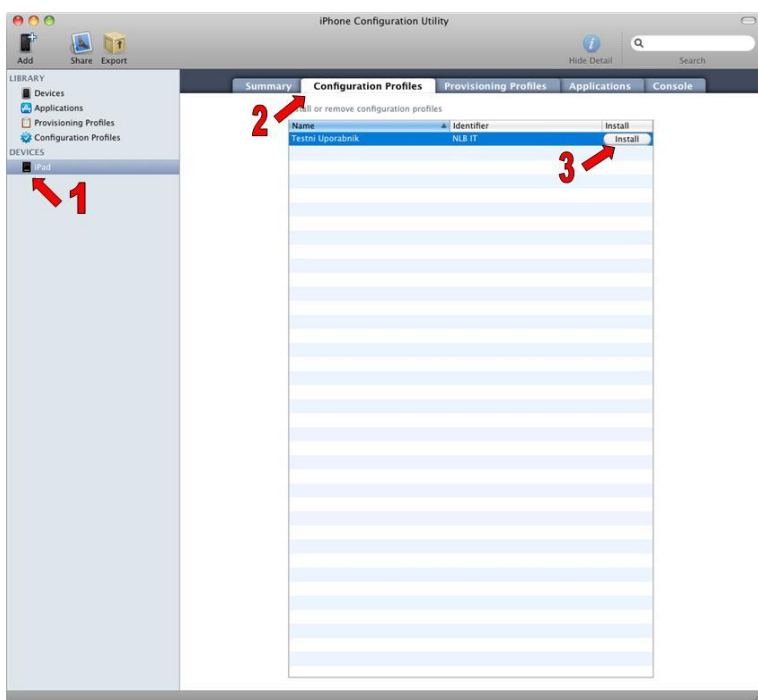 iPhone Configuration Utility
Add Share Export Hide Detail Search
LIBRARY
Devices
Applications
Provisioning Profiles
Configuration Profiles
DEVICES
iPad
1
Summary Configuration Profiles Provisioning Profiles Applications Console
2
or remove configuration profiles
Name Identifier Install
Testni Uporabnik NLB IT Install
3